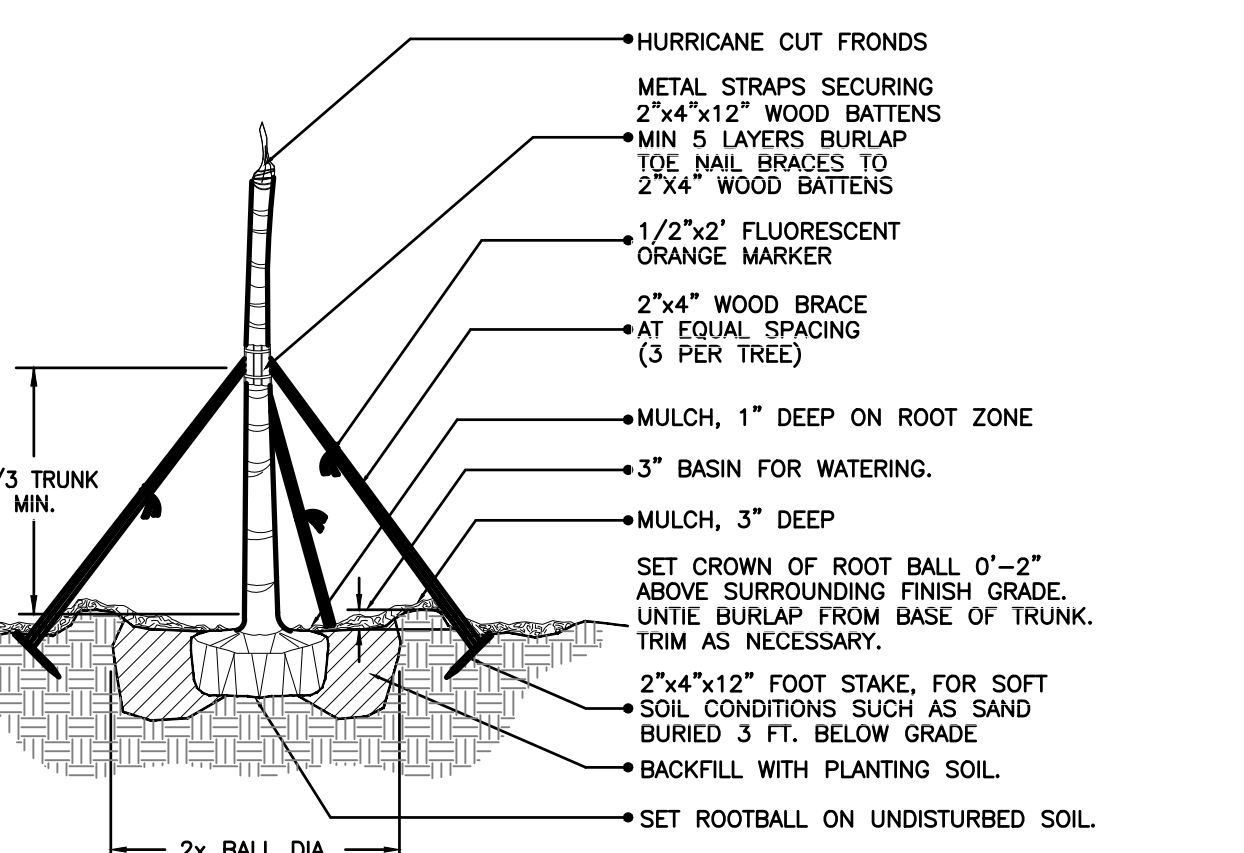 HURRICANE CUT FRONDS
METAL STRAPS SECURING
2"x4"x12" WOOD BATTENS
MIN 5 LAYERS BURLAP
TOE NAIL BRACES TO
2"X4" WOOD BATTENS
1/2"x2' FLUORESCENT
ORANGE MARKER
2"x4" WOOD BRACE
AT EQUAL SPACING
(3 PER TREE)
MULCH, 1" DEEP ON ROOT ZONE
3" BASIN FOR WATERING.
MULCH, 3" DEEP
/3 TRUNK
MIN.
SET CROWN OF ROOT BALL 0'-2"
ABOVE SURROUNDING FINISH GRADE.
UNTIE BURLAP FROM BASE OF TRUNK.
TRIM AS NECESSARY.
2"x4"x12" FOOT STAKE, FOR SOFT
SOIL CONDITIONS SUCH AS SAND
BURIED 3 FT. BELOW GRADE
BACKFILL WITH PLANTING SOIL.
SET ROOTBALL ON UNDISTURBED SOIL.
2x BALL DIA